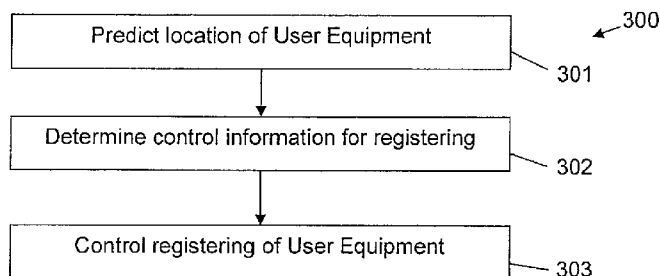 300
Predict location of User Equipment
301
Determine control information for registering
302
Control registering of User Equipment
303